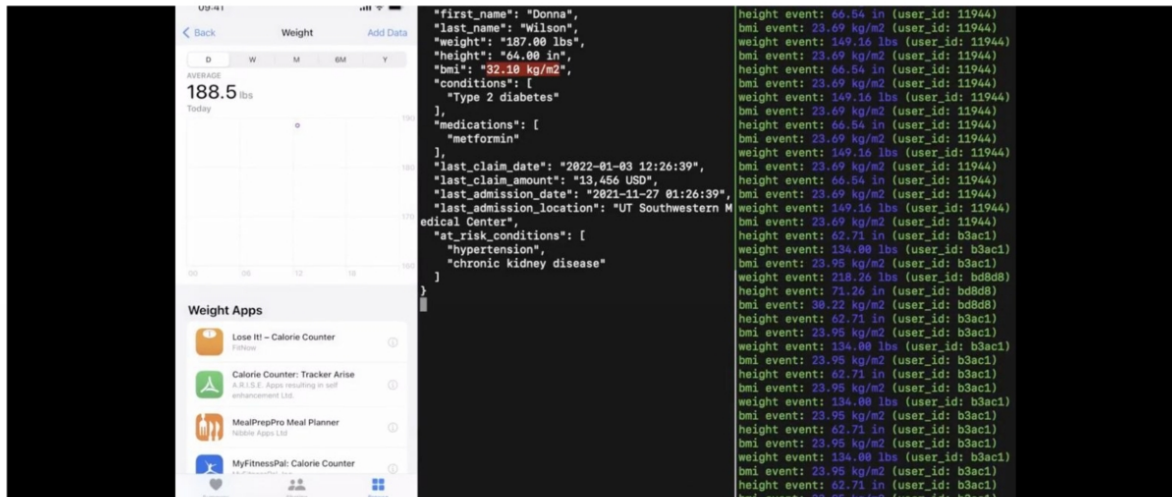 09:41
Back
Weight
Add Data
D
W
M
6M
Y
AVERAGE
188.5 lbs
Today
190
180
170
160
00
06
12
18
Weight Apps
Lose It! – Calorie Counter
FitNow
Calorie Counter: Tracker Arise
A.R.I.S.E. Apps resulting in self
enhancement Ltd.
MealPrepPro Meal Planner
Nibble Apps Ltd
MyFitnessPal: Calorie Counter
"first_name": "Donna",
"last_name": "Wilson",
"weight": "187.00 lbs",
"height": "64.00 in",
"bmi": "32.10 kg/m2",
"conditions": [
"Type 2 diabetes"
],
"medications": [
"metformin"
],
"last_claim_date": "2022-01-03 12:26:39",
"last_claim_amount": "13,456 USD",
"last_admission_date": "2021-11-27 01:26:39",
"last_admission_location": "UT Southwestern M
edical Center",
"at_risk_conditions": [
"hypertension",
"chronic kidney disease"
]
}
height event: 66.54 in (user_id: 11944)
bmi event: 23.69 kg/m2 (user_id: 11944)
weight event: 149.16 lbs (user_id: 11944)
bmi event: 23.69 kg/m2 (user_id: 11944)
height event: 66.54 in (user_id: 11944)
bmi event: 23.69 kg/m2 (user_id: 11944)
weight event: 149.16 lbs (user_id: 11944)
bmi event: 23.69 kg/m2 (user_id: 11944)
height event: 66.54 in (user_id: 11944)
bmi event: 23.69 kg/m2 (user_id: 11944)
weight event: 149.16 lbs (user_id: 11944)
bmi event: 23.69 kg/m2 (user_id: 11944)
height event: 66.54 in (user_id: 11944)
bmi event: 23.69 kg/m2 (user_id: 11944)
weight event: 149.16 lbs (user_id: 11944)
bmi event: 23.69 kg/m2 (user_id: 11944)
height event: 62.71 in (user_id: b3ac1)
weight event: 134.00 lbs (user_id: b3ac1)
bmi event: 23.95 kg/m2 (user_id: b3ac1)
weight event: 218.26 lbs (user_id: bd8d8)
height event: 71.26 in (user_id: bd8d8)
bmi event: 30.22 kg/m2 (user_id: bd8d8)
height event: 62.71 in (user_id: b3ac1)
bmi event: 23.95 kg/m2 (user_id: b3ac1)
weight event: 134.00 lbs (user_id: b3ac1)
bmi event: 23.95 kg/m2 (user_id: b3ac1)
height event: 62.71 in (user_id: b3ac1)
bmi event: 23.95 kg/m2 (user_id: b3ac1)
weight event: 134.00 lbs (user_id: b3ac1)
bmi event: 23.95 kg/m2 (user_id: b3ac1)
height event: 62.71 in (user_id: b3ac1)
bmi event: 23.95 kg/m2 (user_id: b3ac1)
weight event: 134.00 lbs (user_id: b3ac1)
bmi event: 23.95 kg/m2 (user_id: b3ac1)
height event: 62.71 in (user_id: b3ac1)